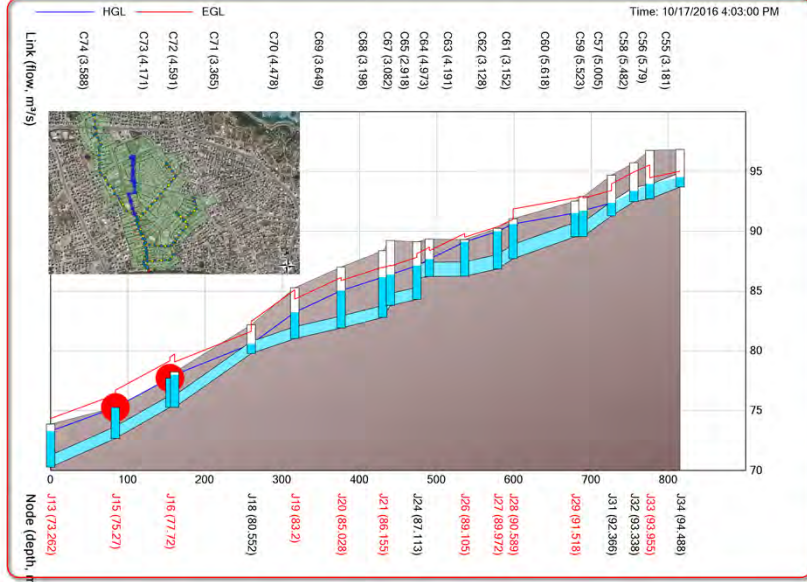 HGL EGL Time: 10/17/2016 4:03:00 PM
Link (flow, m³/s)
C74 (3.588)
C73 (4.171)
C72 (4.591)
C71 (3.365)
C70 (4.478)
C69 (3.649)
C68 (3.198)
C67 (3.082)
C65 (2.918)
C64 (4.973)
C63 (4.191)
C62 (3.128)
C61 (3.152)
C60 (5.618)
C59 (5.523)
C57 (5.005)
C58 (5.482)
C56 (5.79)
C55 (3.181)
95
90
85
80
75
70
0 100 200 300 400 500 600 700 800
Node (depth, m
J13 (73.262)
J15 (75.27)
J16 (77.72)
J18 (80.552)
J19 (83.2)
J20 (85.028)
J21 (86.155)
J24 (87.113)
J26 (89.105)
J27 (89.972)
J28 (90.589)
J29 (91.518)
J31 (92.366)
J32 (93.338)
J33 (93.955)
J34 (94.488)